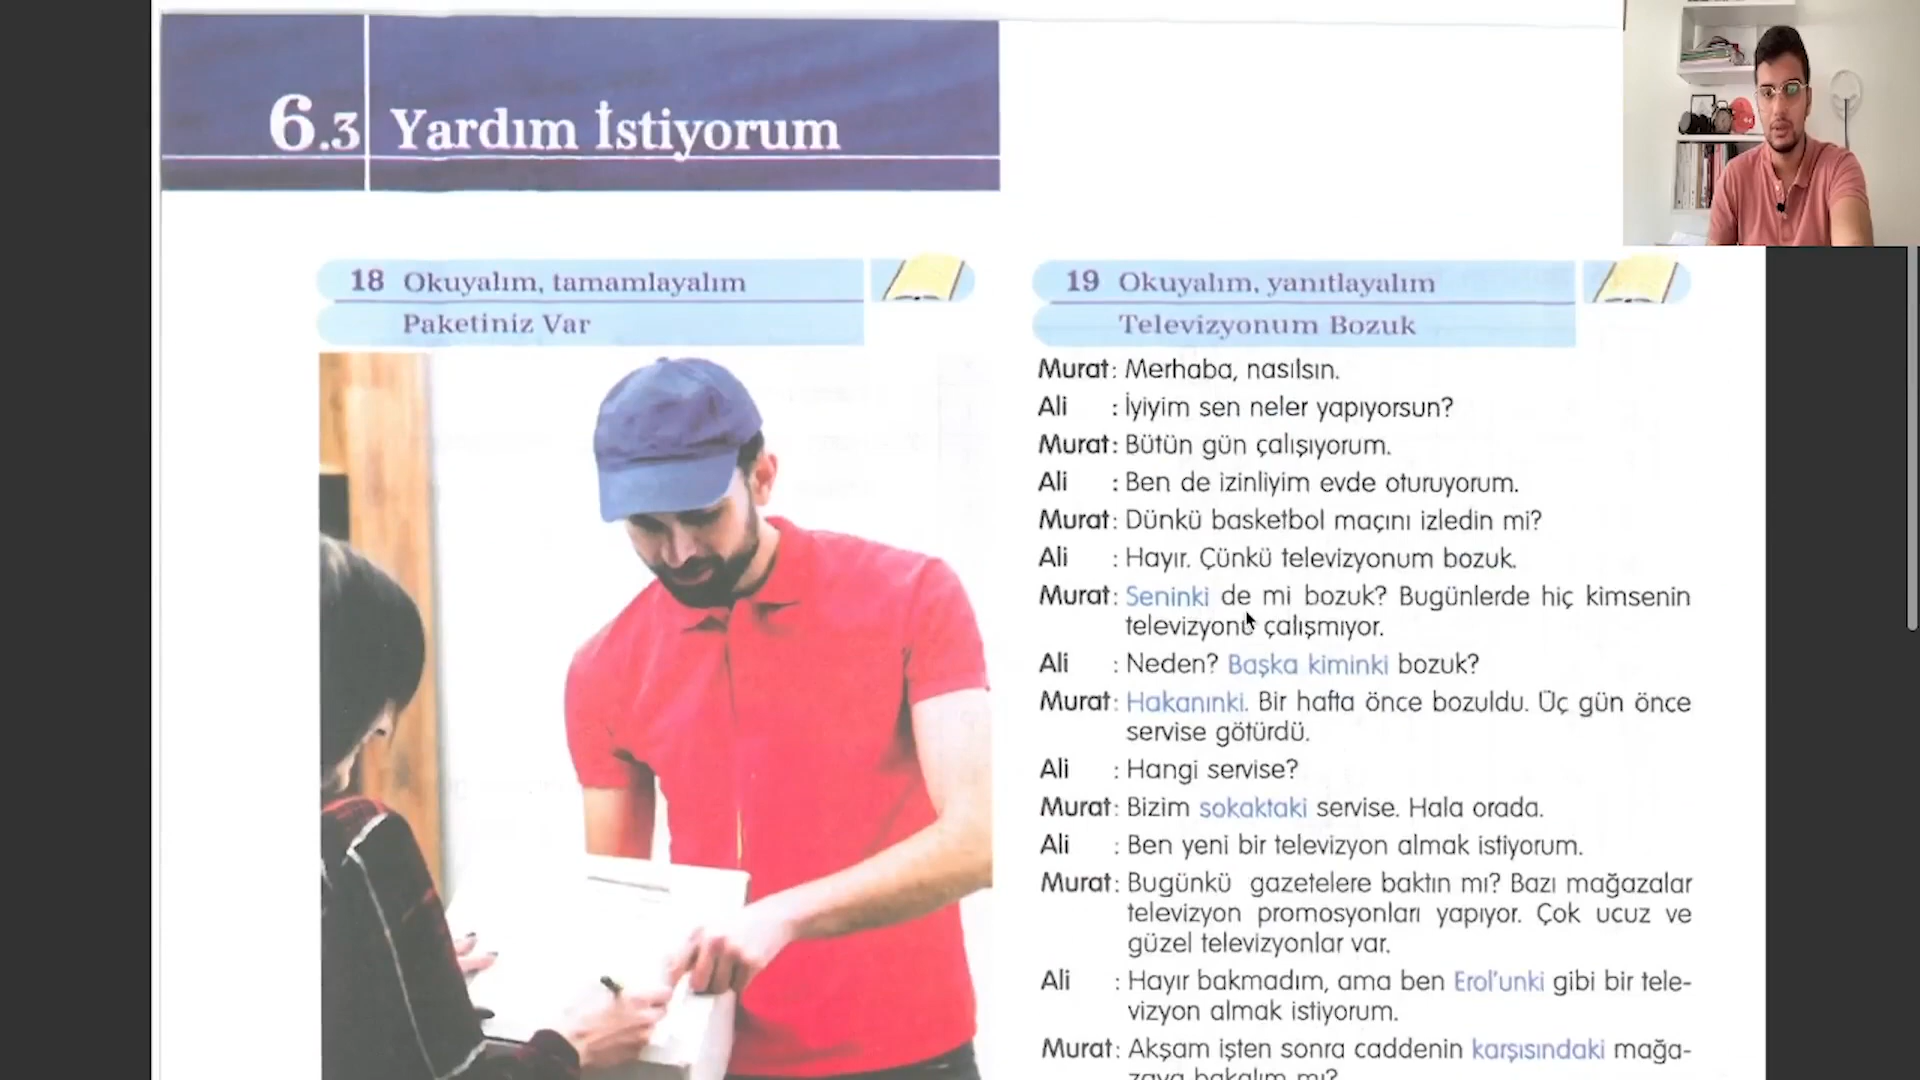 6.3 Yardım İstiyorum
18 Okuyalım, tamamlayalım
Paketiniz Var
19 Okuyalım, yanıtlayalım
Televizyonum Bozuk
Murat: Merhaba, nasılsın.
Ali : İyiyim sen neler yapıyorsun?
Murat: Bütün gün çalışıyorum.
Ali : Ben de izinliyim evde oturuyorum.
Murat: Dünkü basketbol maçını izledin mi?
Ali : Hayır. Çünkü televizyonum bozuk.
Murat: Seninki de mi bozuk? Bugünlerde hiç kimsenin
televizyonu çalışmıyor.
Ali : Neden? Başka kiminki bozuk?
Murat: Hakanınki. Bir hafta önce bozuldu. Üç gün önce
servise götürdü.
Ali : Hangi servise?
Murat: Bizim sokaktaki servise. Hala orada.
Ali : Ben yeni bir televizyon almak istiyorum.
Murat: Bugünkü gazetelere baktın mı? Bazı mağazalar
televizyon promosyonları yapıyor. Çok ucuz ve
güzel televizyonlar var.
Ali : Hayır bakmadım, ama ben Erol'unki gibi bir tele-
vizyon almak istiyorum.
Murat: Akşam işten sonra caddenin karşısındaki mağa-
zaya bakalım mı?